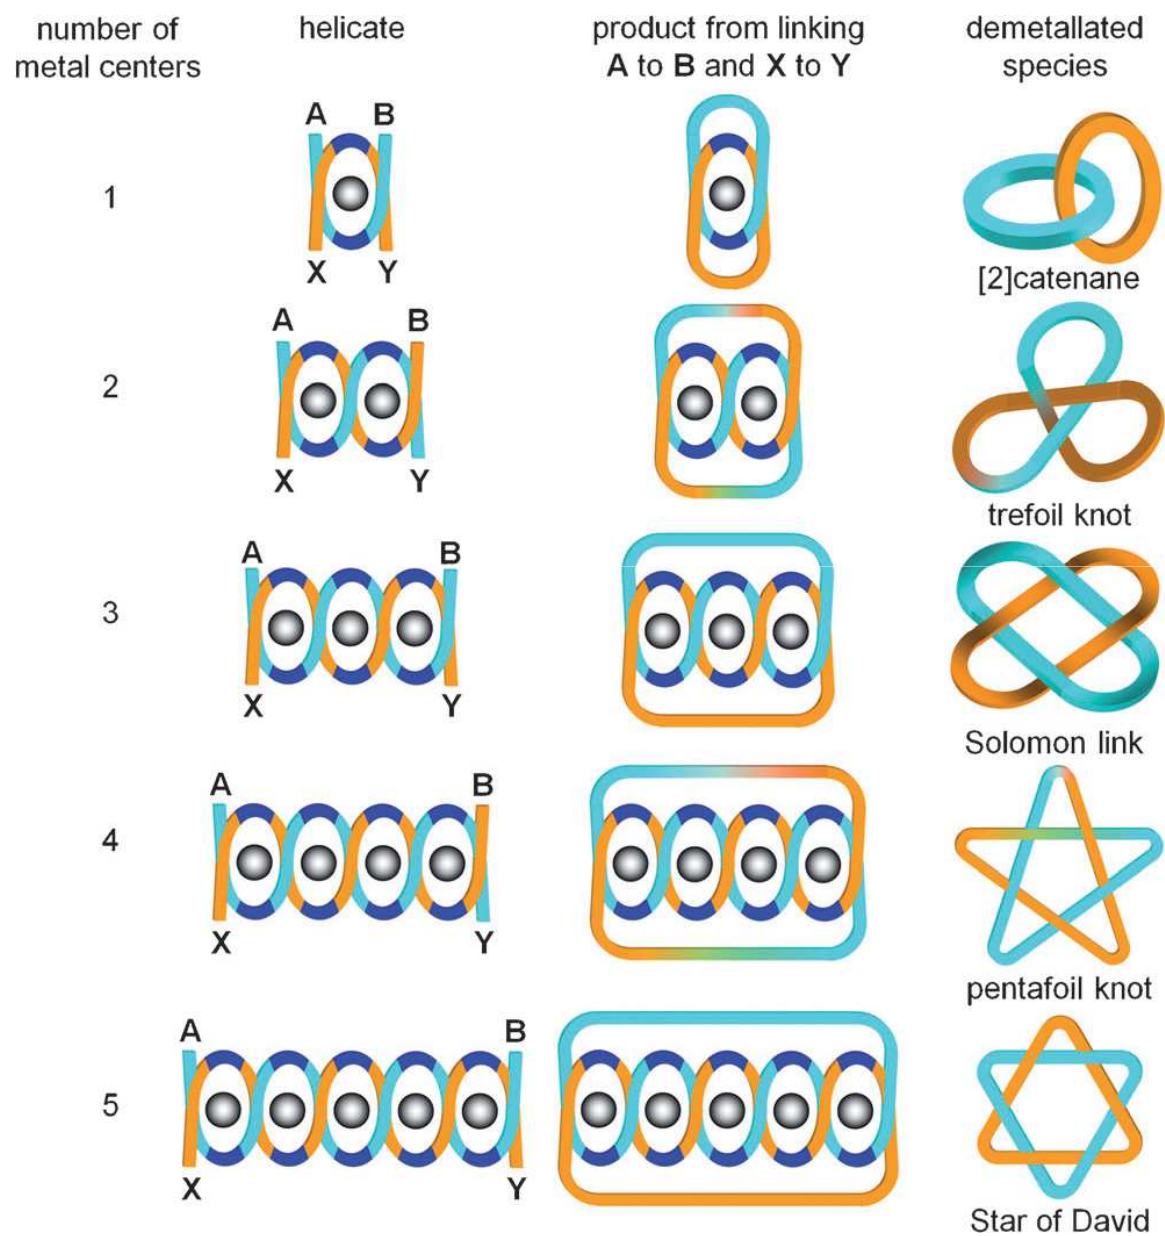 number of
metal centers
helicate
product from linking
A to B and X to Y
demetallated
species
1
A B
X Y
[2]catenane
2
A B
X Y
trefoil knot
3
A B
X Y
Solomon link
4
A B
X Y
pentafoil knot
5
A B
X Y
Star of David